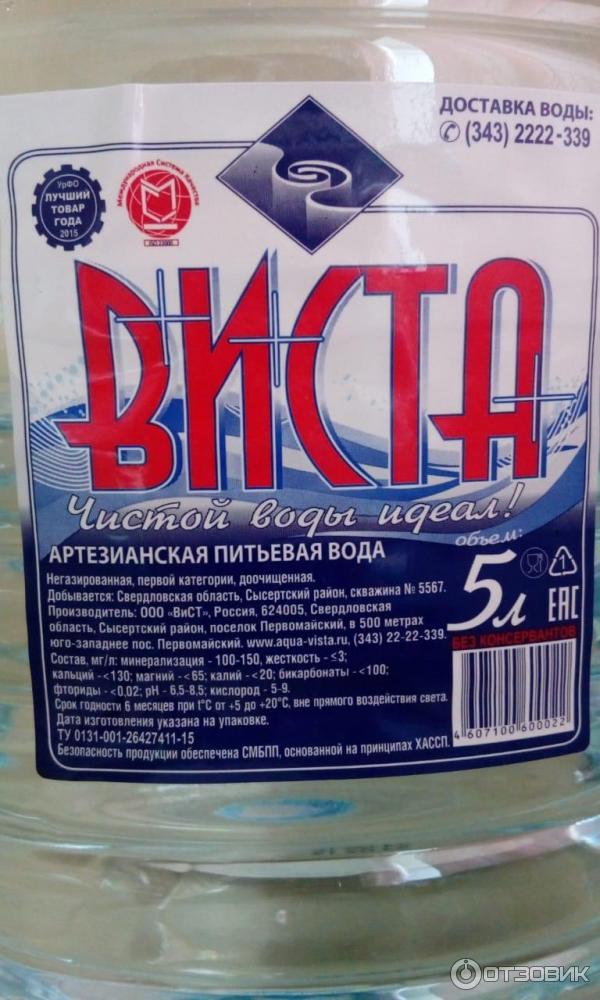 ДОСТАВКА ВОДЫ:
✆ (343) 2222-339
УрФО
ЛУЧШИЙ
ТОВАР
ГОДА
2015
Международная Система Качества
ВИСТА
Чистой воды идеал!
АРТЕЗИАНСКАЯ ПИТЬЕВАЯ ВОДА
объем:
5л
EAC
1
БЕЗ КОНСЕРВАНТОВ
Негазированная, первой категории, доочищенная.
Добывается: Свердловская область, Сысертский район, скважина № 5567.
Производитель: ООО «ВиСТ», Россия, 624005, Свердловская
область, Сысертский район, поселок Первомайский, в 500 метрах
юго-западнее пос. Первомайский. www.aqua-vista.ru, (343) 22-22-339.
Состав, мг/л: минерализация - 100-150, жесткость - ≤3;
кальций -<130; магний -<65; калий -<20; бикарбонаты -<100;
фториды -<0,02; pH - 6,5-8,5; кислород - 5-9.
Срок годности 6 месяцев при t°С от +5 до +20°С, вне прямого воздействия света.
Дата изготовления указана на упаковке.
ТУ 0131-001-26427411-15
Безопасность продукции обеспечена СМБПП, основанной на принципах ХАССП.
4 607100 600022
ОТЗОВИК